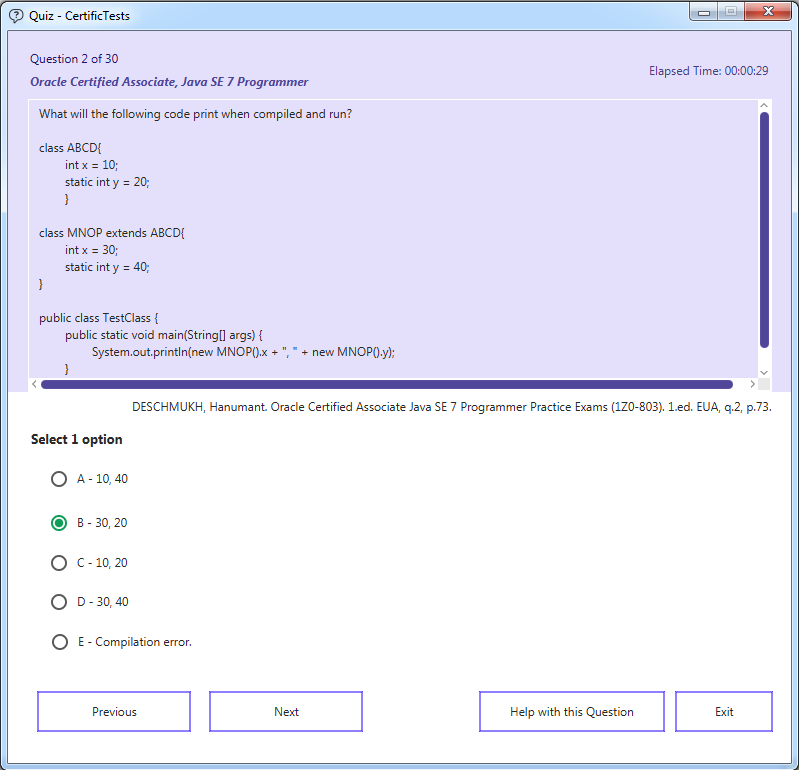 Quiz - CertificTests
Question 2 of 30
Elapsed Time: 00:00:29
Oracle Certified Associate, Java SE 7 Programmer
What will the following code print when compiled and run?
class ABCD{
int x = 10;
static int y = 20;
}
class MNOP extends ABCD{
int x = 30;
static int y = 40;
}
public class TestClass {
public static void main(String[] args) {
System.out.println(new MNOP().x + ", " + new MNOP().y);
}
DESCHMUKH, Hanumant. Oracle Certified Associate Java SE 7 Programmer Practice Exams (1Z0-803). 1.ed. EUA, q.2, p.73.
Select 1 option
A - 10, 40
B - 30, 20
C - 10, 20
D - 30, 40
E - Compilation error.
Previous
Next
Help with this Question
Exit